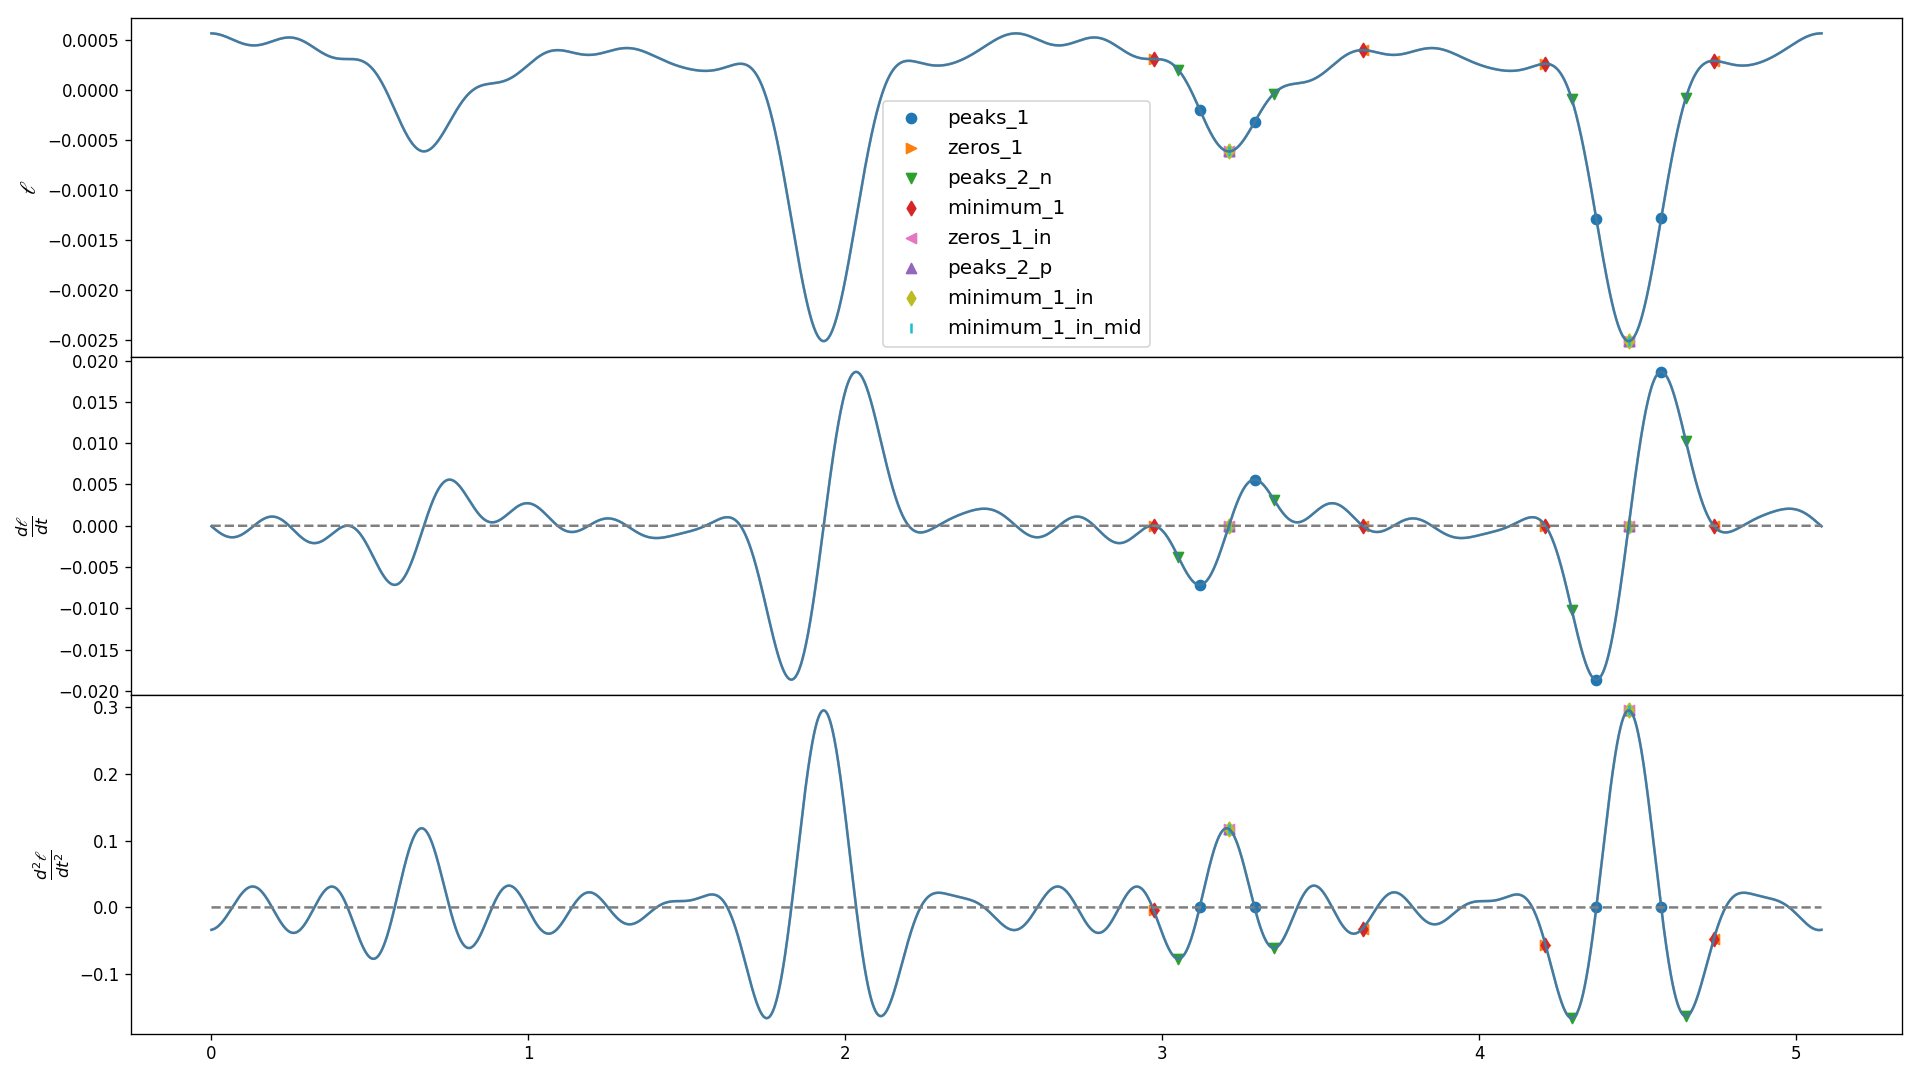 0.0005
0.0000
−0.0005
−0.0010
−0.0015
−0.0020
−0.0025
ℓ
peaks_1
zeros_1
peaks_2_n
minimum_1
zeros_1_in
peaks_2_p
minimum_1_in
minimum_1_in_mid
0.020
0.015
0.010
0.005
0.000
−0.005
−0.010
−0.015
−0.020
dℓ/dt
0.3
0.2
0.1
0.0
−0.1
d²ℓ/dt²
0 1 2 3 4 5